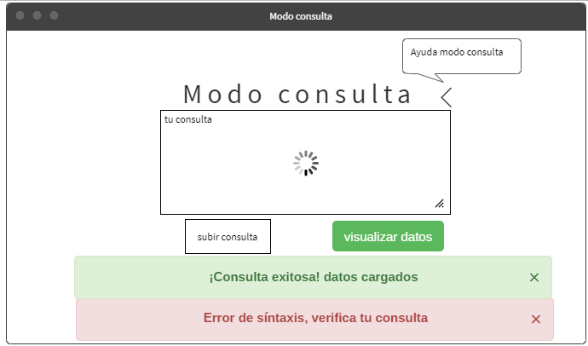 Modo consulta
Ayuda modo consulta
Modo consulta
tu consulta
subir consulta
visualizar datos
¡Consulta exitosa! datos cargados
Error de síntaxis, verifica tu consulta